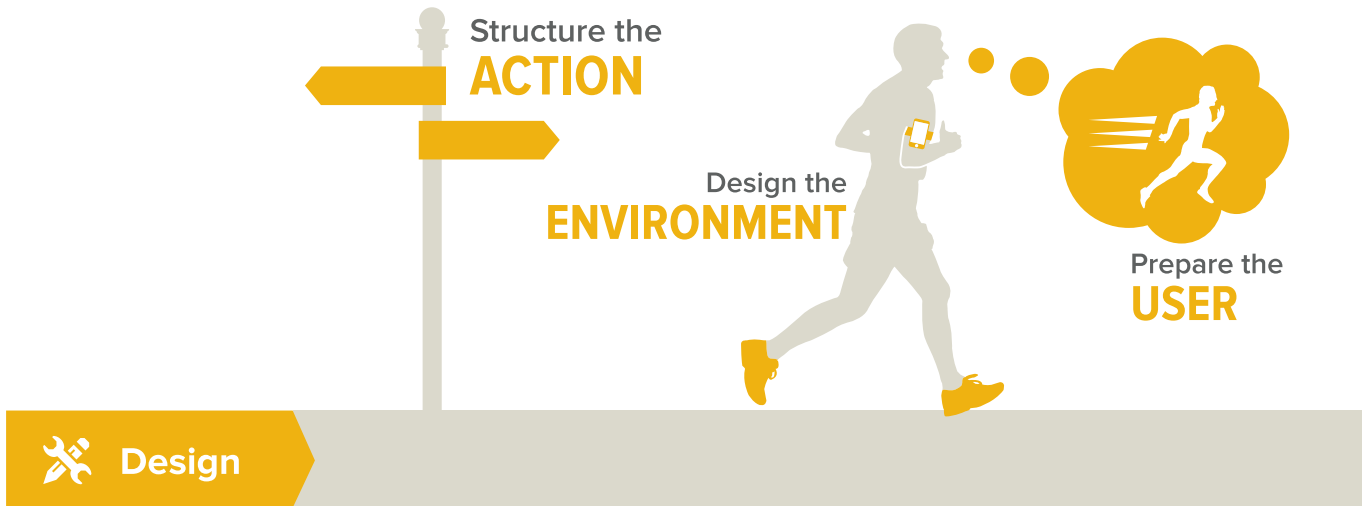 Structure the
ACTION
Design the
ENVIRONMENT
Prepare the
USER
Design